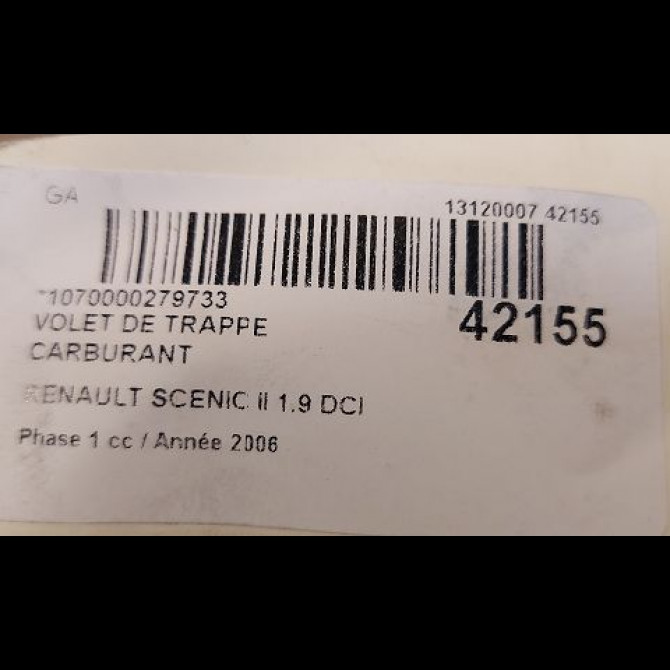 GA
13120007 42155
*1070000279733
42155
VOLET DE TRAPPE
CARBURANT
RENAULT SCENIC II 1.9 DCI
Phase 1 cc / Année 2006